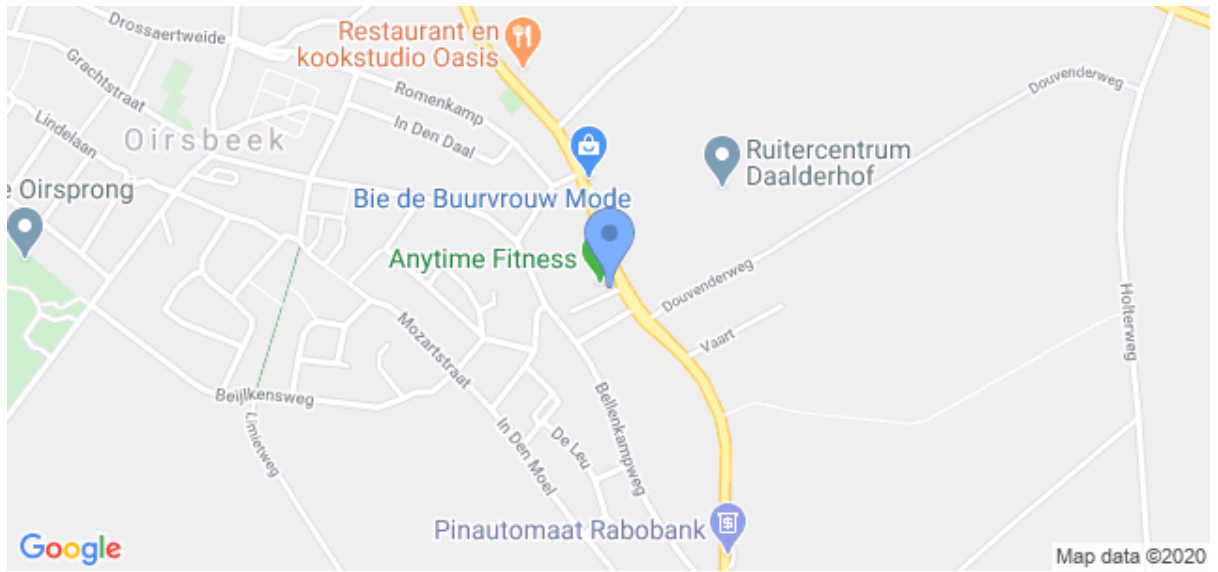 Drossaertweide
Restaurant en
kookstudio Oasis
Grachtstraat
Romenkamp
Douvenderweg
Lindelaan
In Den Daal
Oirsbeek
Ruitercentrum
Daalderhof
e Oirsprong
Bie de Buurvrouw Mode
Anytime Fitness
Douvenderweg
Holterweg
Mozartstraat
Vaart
Beijlkensweg
Bellenkampweg
Limietweg
In Den Moel
De Leu
Pinautomaat Rabobank
Google
Map data ©2020